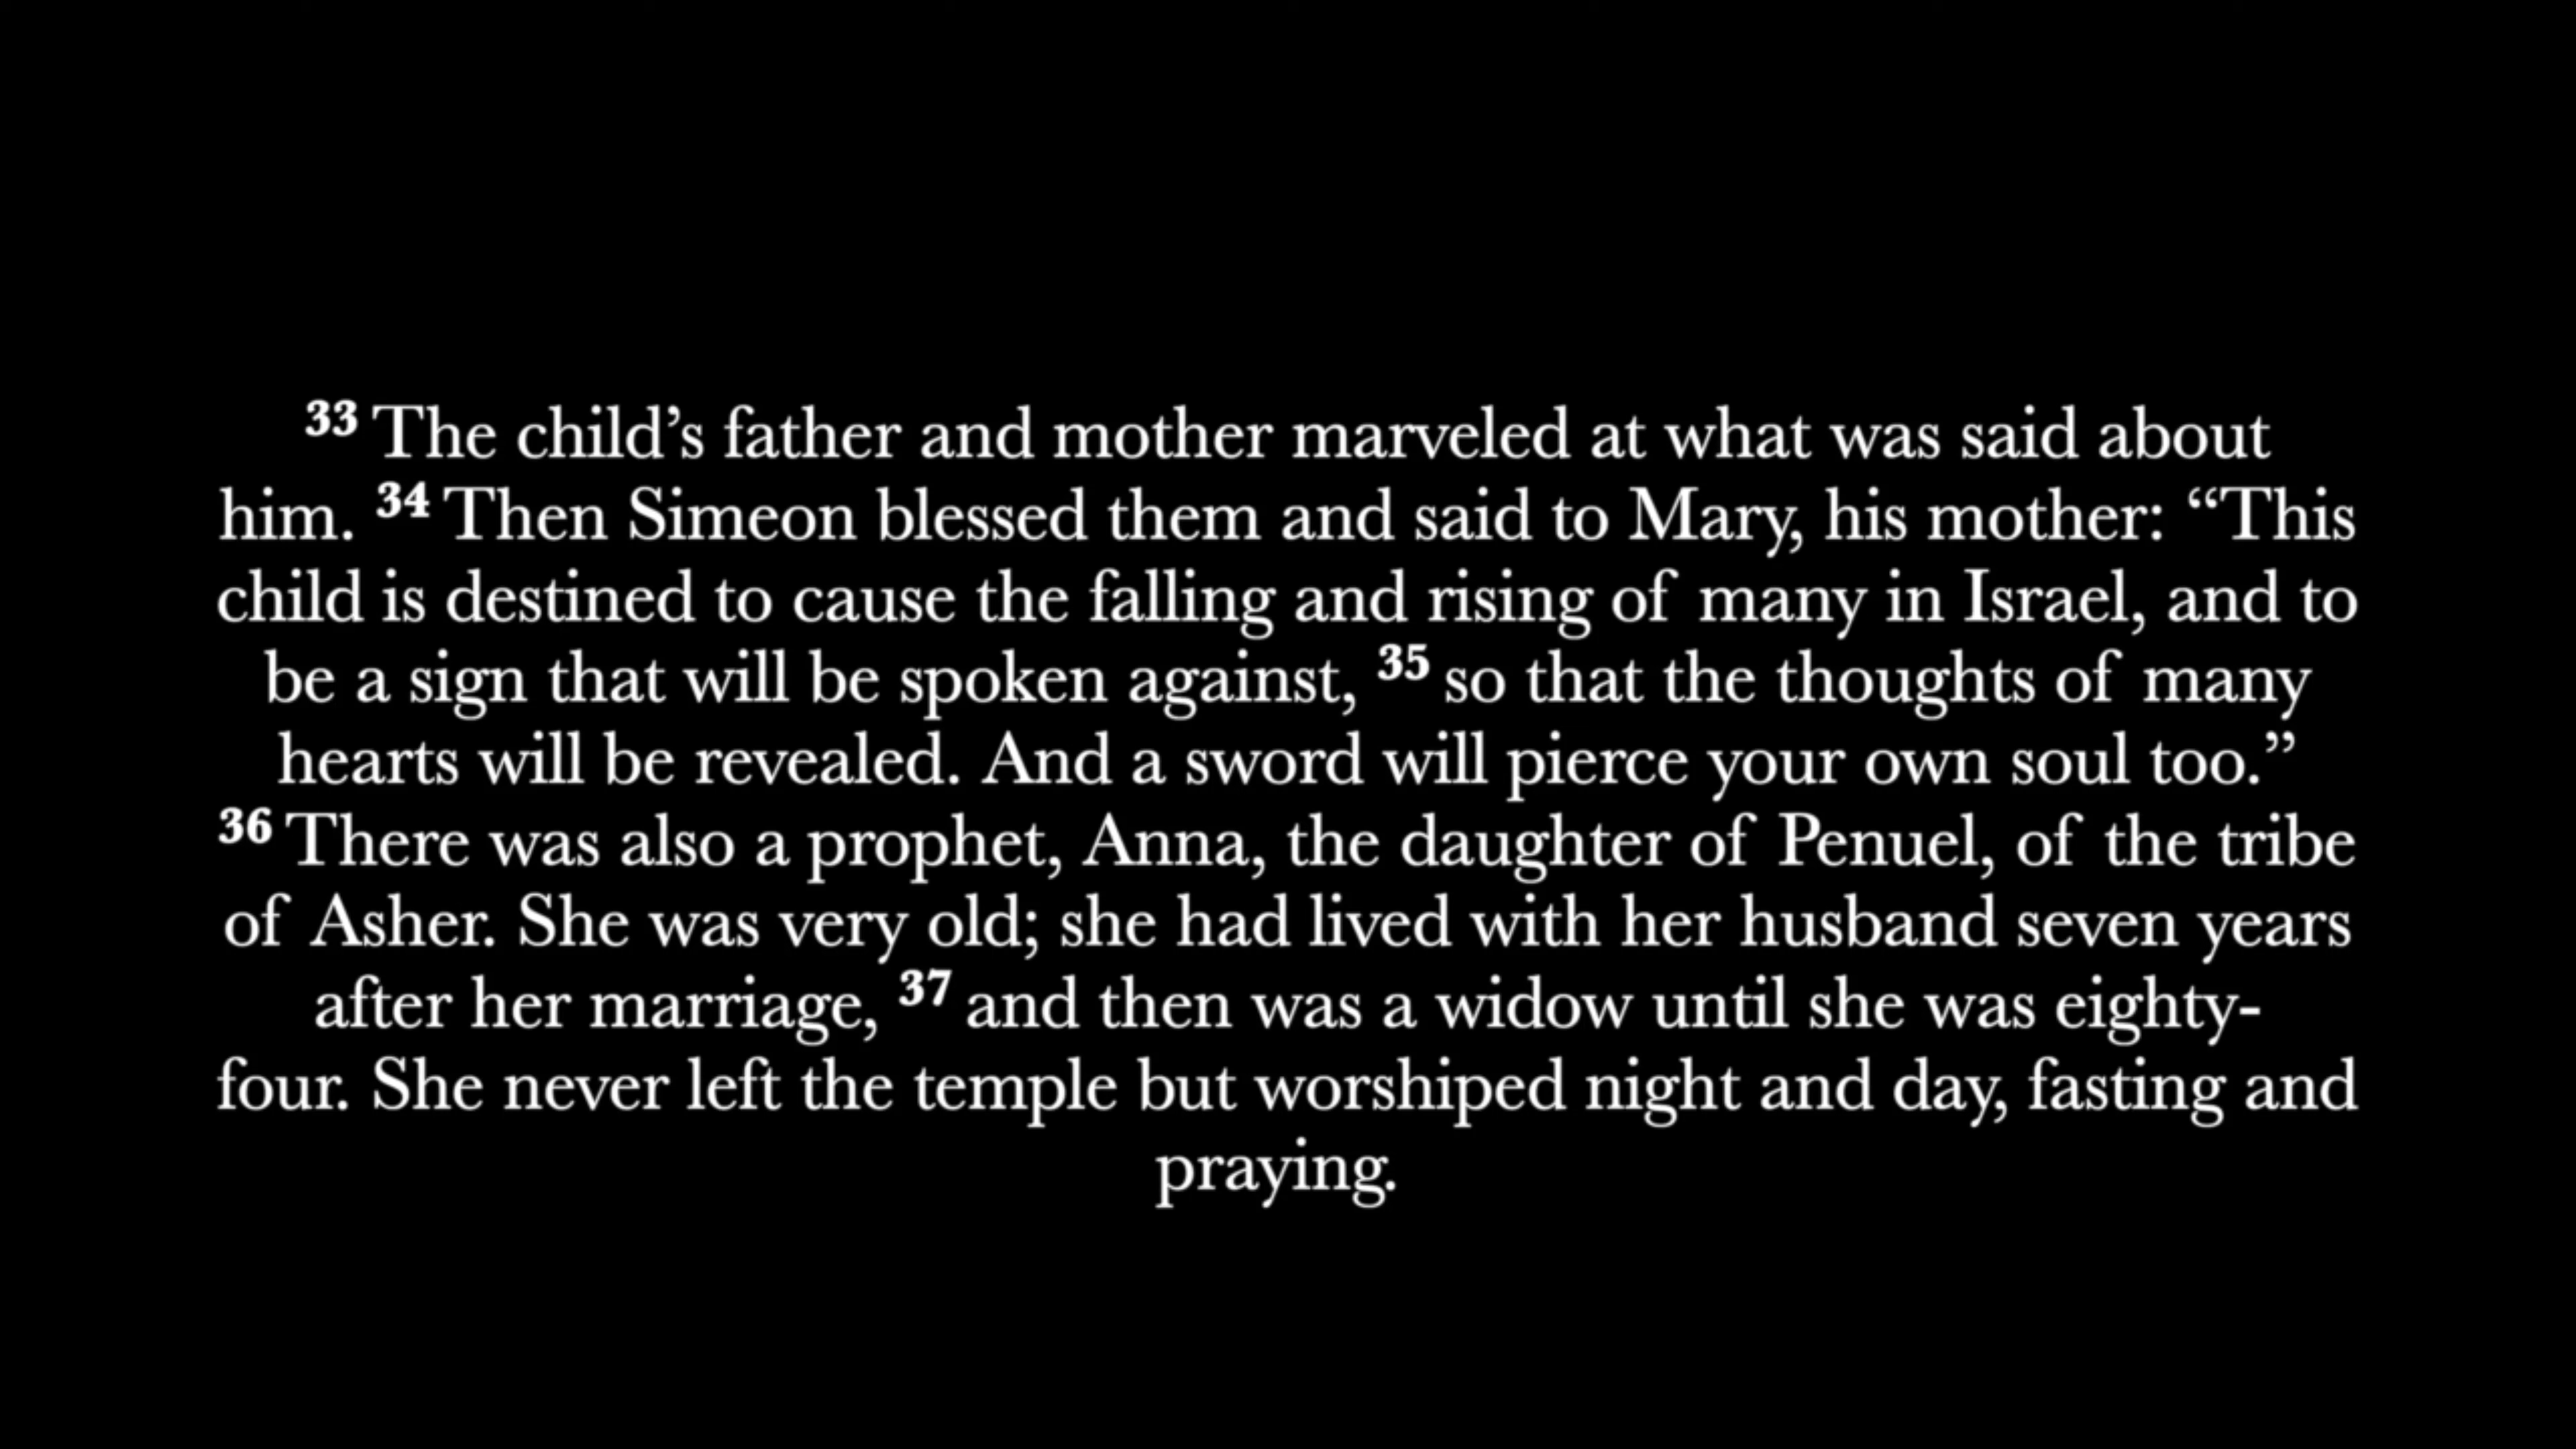 33 The child’s father and mother marveled at what was said about
him. 34 Then Simeon blessed them and said to Mary, his mother: “This
child is destined to cause the falling and rising of many in Israel, and to
be a sign that will be spoken against, 35 so that the thoughts of many
hearts will be revealed. And a sword will pierce your own soul too.”
36 There was also a prophet, Anna, the daughter of Penuel, of the tribe
of Asher. She was very old; she had lived with her husband seven years
after her marriage, 37 and then was a widow until she was eighty-
four. She never left the temple but worshiped night and day, fasting and
praying.